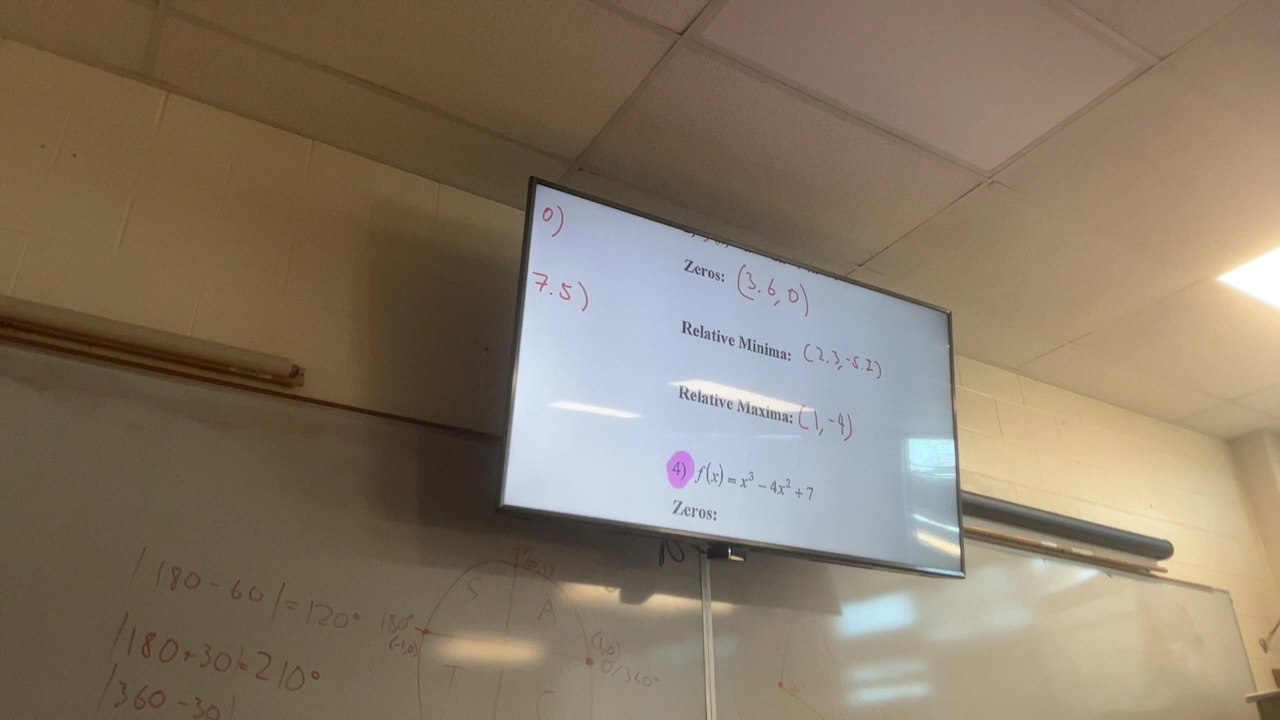 0)
7.5)
Zeros: (3.6, 0)
Relative Minima: (2.3, -5.2)
Relative Maxima: (1, -4)
4) f(x) = x³ - 4x² + 7
Zeros:
|180 - 60| = 120°
|180+30|=210°
|360 - 30|
S
A
T
C
180°
(-1,0)
(1,0)
0°/360°